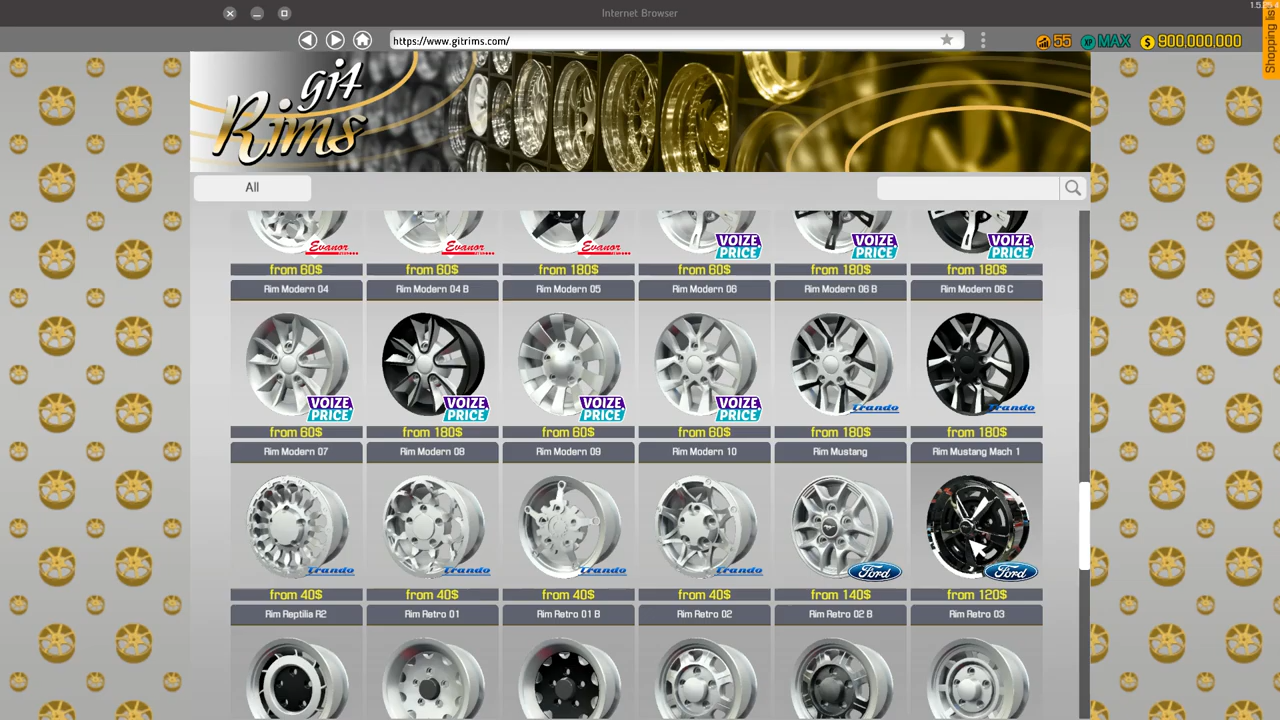 Internet Browser
1.5.26.4
https://www.gitrims.com/
55
XP MAX
$ 900,000,000
Shopping list
git Rims
All
Evanor Evanor Evanor VOIZE PRICE VOIZE PRICE VOIZE PRICE
from 60$ from 60$ from 180$ from 60$ from 180$ from 180$
Rim Modern 04 Rim Modern 04 B Rim Modern 05 Rim Modern 06 Rim Modern 06 B Rim Modern 06 C
VOIZE PRICE VOIZE PRICE VOIZE PRICE VOIZE PRICE Trando Trando
from 60$ from 180$ from 60$ from 60$ from 180$ from 180$
Rim Modern 07 Rim Modern 08 Rim Modern 09 Rim Modern 10 Rim Mustang Rim Mustang Mach 1
Trando Trando Trando Trando Ford Ford
from 40$ from 40$ from 40$ from 40$ from 140$ from 120$
Rim Reptilia R2 Rim Retro 01 Rim Retro 01 B Rim Retro 02 Rim Retro 02 B Rim Retro 03